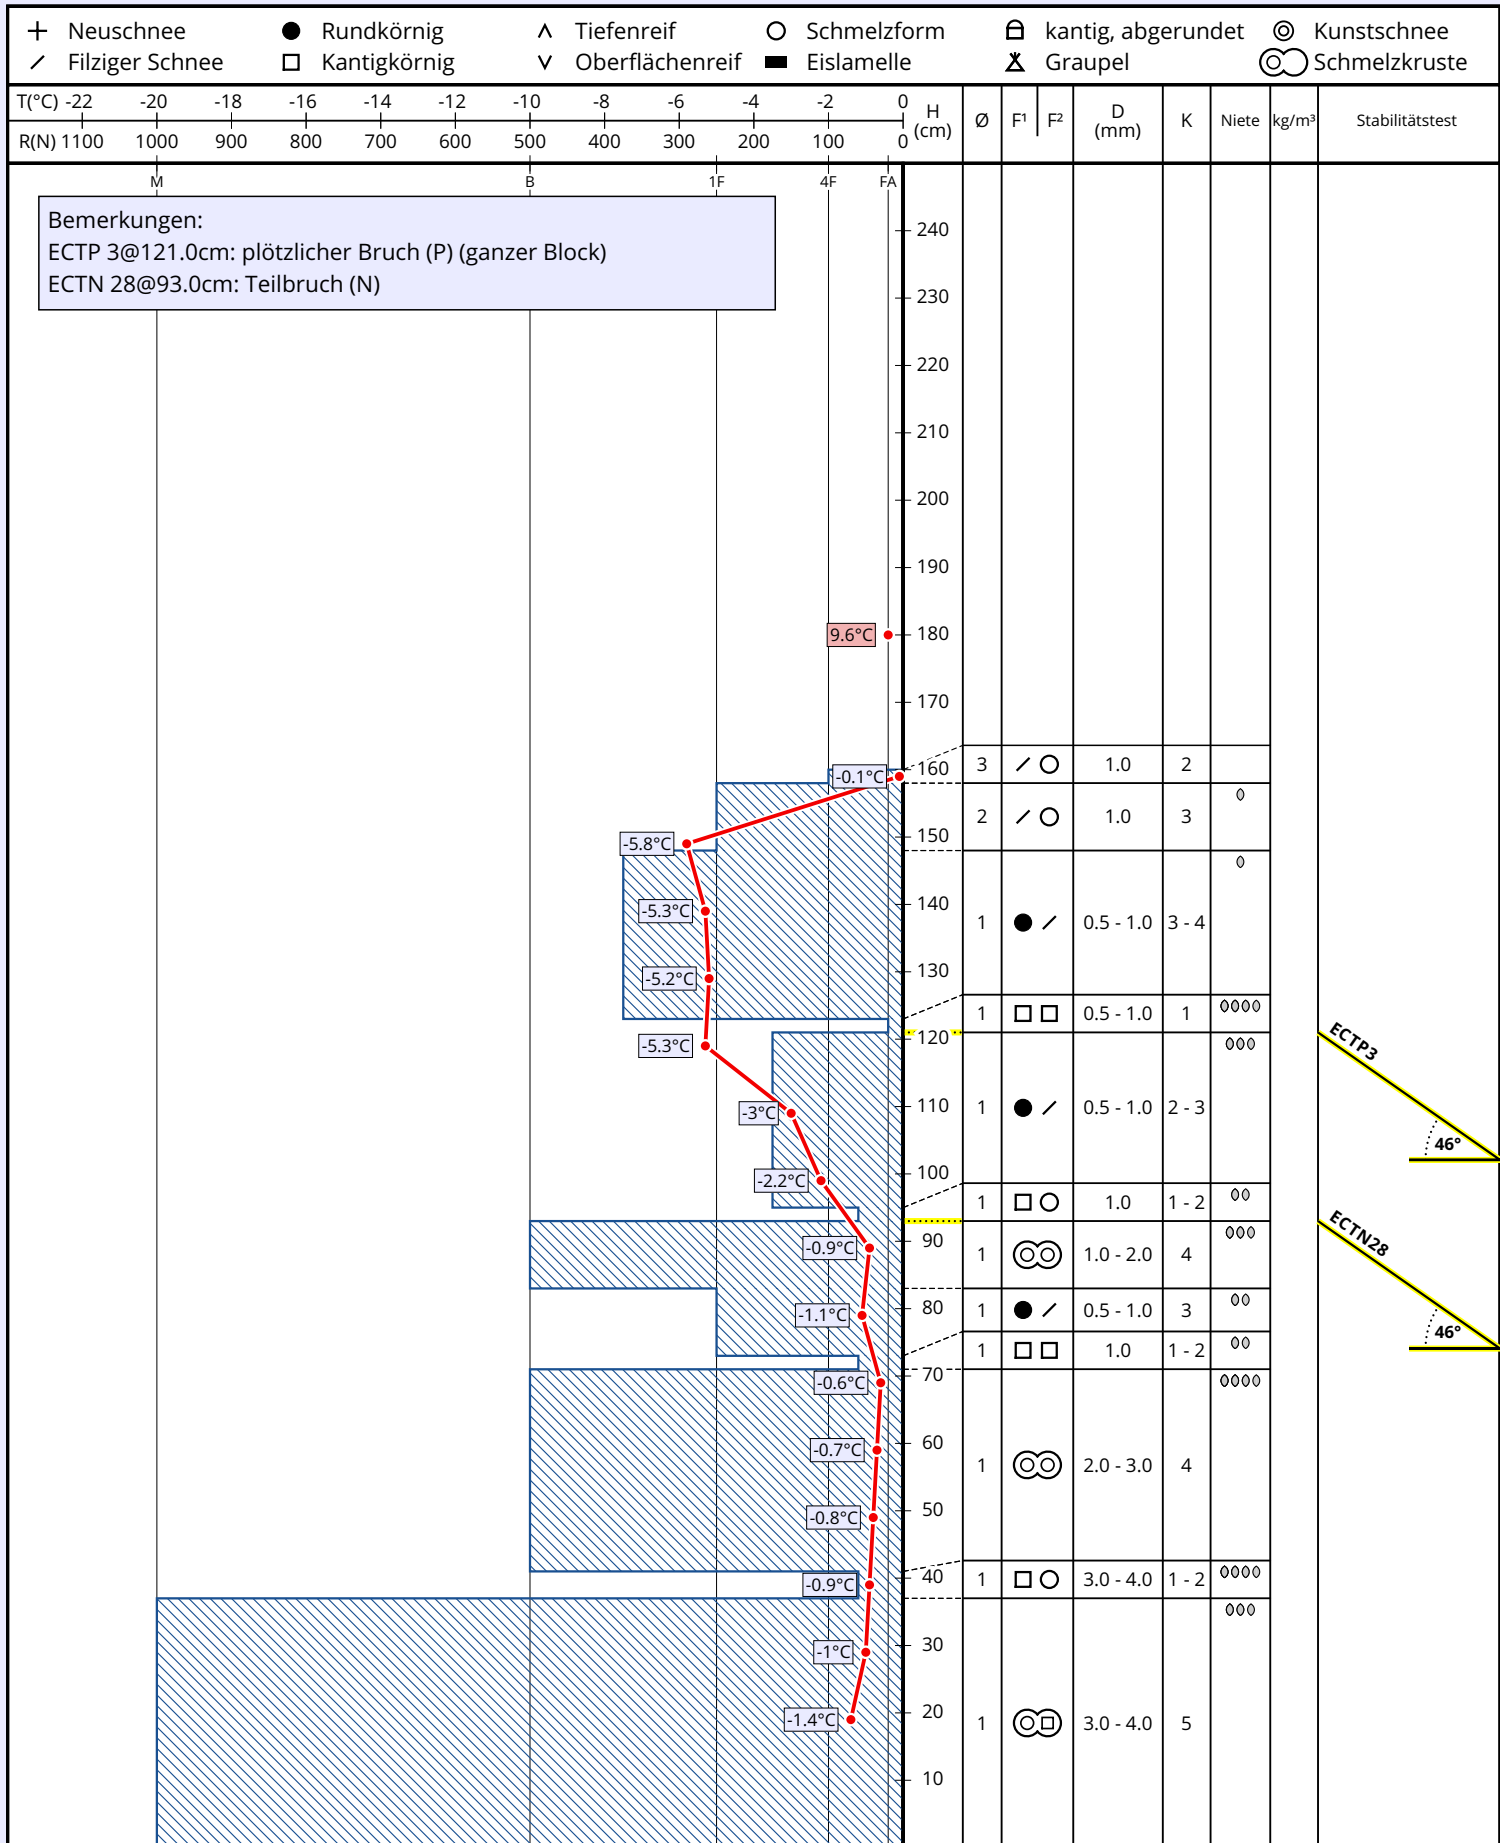 Neuschnee Rundkörnig Tiefenreif Schmelzform kantig, abgerundet Kunstschnee
Filziger Schnee Kantigkörnig Oberflächenreif Eislamelle Graupel Schmelzkruste
T(°C) -22 -20 -18 -16 -14 -12 -10 -8 -6 -4 -2 0
R(N) 1100 1000 900 800 700 600 500 400 300 200 100 0
H (cm) Ø F¹ F² D (mm) K Niete kg/m³ Stabilitätstest
M B 1F 4F FA
Bemerkungen:
ECTP 3@121.0cm: plötzlicher Bruch (P) (ganzer Block)
ECTN 28@93.0cm: Teilbruch (N)
240
230
220
210
200
190
9.6°C 180
170
-0.1°C 160 3 1.0 2
2 1.0 3
-5.8°C 150
-5.3°C 140
1 0.5 - 1.0 3 - 4
-5.2°C 130
1 0.5 - 1.0 1
-5.3°C 120 ECTP3
-3°C 110 1 0.5 - 1.0 2 - 3
46°
-2.2°C 100
1 1.0 1 - 2
-0.9°C 90 ECTN28
1 1.0 - 2.0 4
-1.1°C 80 1 0.5 - 1.0 3
46°
1 1.0 1 - 2
-0.6°C 70
-0.7°C 60
1 2.0 - 3.0 4
-0.8°C 50
-0.9°C 40 1 3.0 - 4.0 1 - 2
-1°C 30
-1.4°C 20
1 3.0 - 4.0 5
10